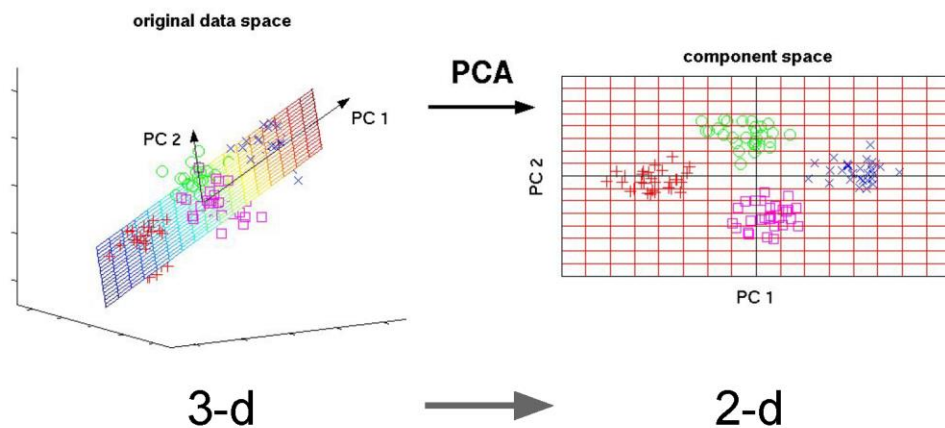 original data space
PCA
component space
PC 2
PC 1
PC 2
PC 1
3-d
2-d